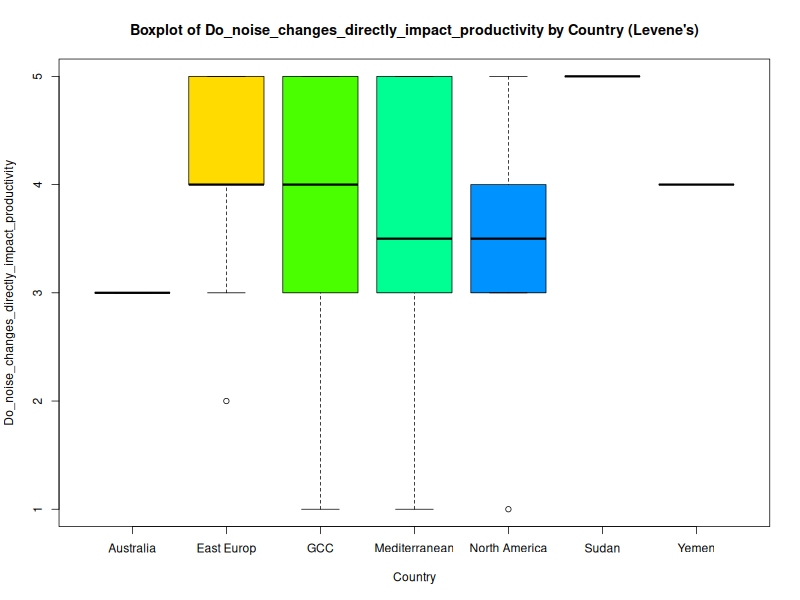 Boxplot of Do_noise_changes_directly_impact_productivity by Country (Levene's)
Do_noise_changes_directly_impact_productivity
5
4
3
2
1
Australia East Europ GCC Mediterranean North America Sudan Yemen
Country